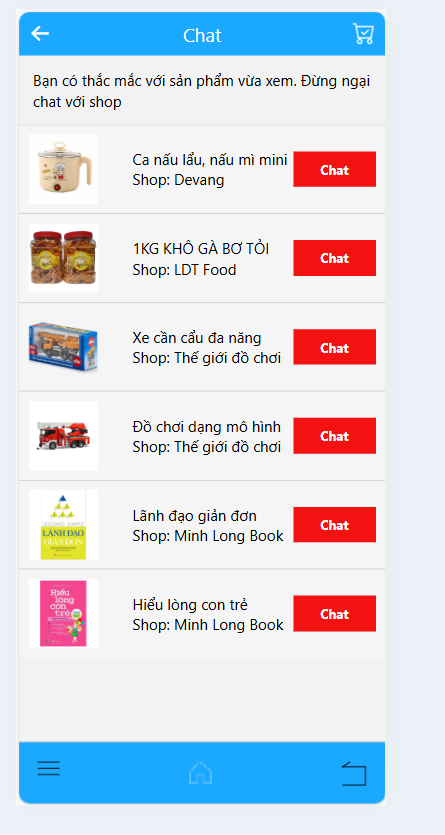 Chat
Bạn có thắc mắc với sản phẩm vừa xem. Đừng ngại
chat với shop
Ca nấu lẩu, nấu mì mini
Shop: Devang
Chat
1KG KHÔ GÀ BƠ TỎI
Shop: LDT Food
Chat
Xe cần cẩu đa năng
Shop: Thế giới đồ chơi
Chat
Đồ chơi dạng mô hình
Shop: Thế giới đồ chơi
Chat
LÃNH ĐẠO
GIẢN ĐƠN
Lãnh đạo giản đơn
Shop: Minh Long Book
Chat
Hiểu
lòng
con
trẻ
Hiểu lòng con trẻ
Shop: Minh Long Book
Chat